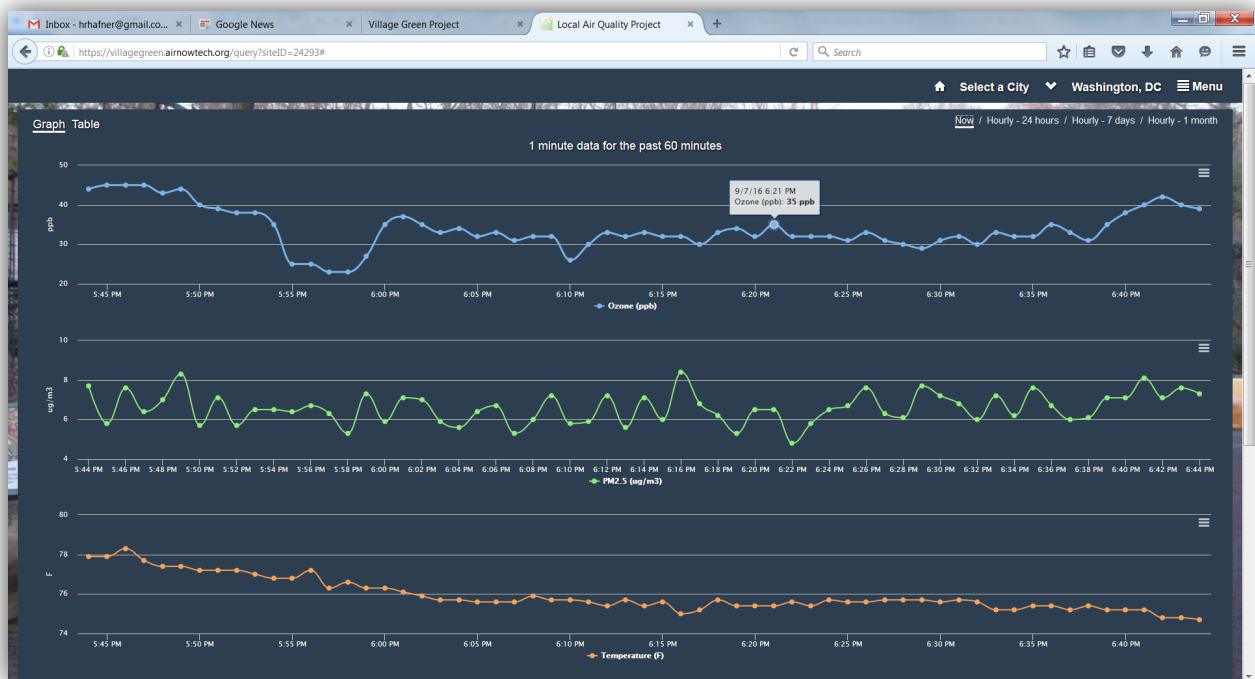 Inbox - hrhafner@gmail.co... × Google News × Village Green Project × Local Air Quality Project × +
https://villagegreen.airnowtech.org/query?siteID=24293# Search
Select a City Washington, DC Menu
Graph Table Now / Hourly - 24 hours / Hourly - 7 days / Hourly - 1 month
1 minute data for the past 60 minutes
50
40
30
20
ppb
9/7/16 6:21 PM
Ozone (ppb): 35 ppb
5:45 PM 5:50 PM 5:55 PM 6:00 PM 6:05 PM 6:10 PM 6:15 PM 6:20 PM 6:25 PM 6:30 PM 6:35 PM 6:40 PM
Ozone (ppb)
10
8
6
4
ug/m3
5:44 PM 5:46 PM 5:48 PM 5:50 PM 5:52 PM 5:54 PM 5:56 PM 5:58 PM 6:00 PM 6:02 PM 6:04 PM 6:06 PM 6:08 PM 6:10 PM 6:12 PM 6:14 PM 6:16 PM 6:18 PM 6:20 PM 6:22 PM 6:24 PM 6:26 PM 6:28 PM 6:30 PM 6:32 PM 6:34 PM 6:36 PM 6:38 PM 6:40 PM 6:42 PM 6:44 PM
PM2.5 (ug/m3)
80
78
76
74
F
5:45 PM 5:50 PM 5:55 PM 6:00 PM 6:05 PM 6:10 PM 6:15 PM 6:20 PM 6:25 PM 6:30 PM 6:35 PM 6:40 PM
Temperature (F)